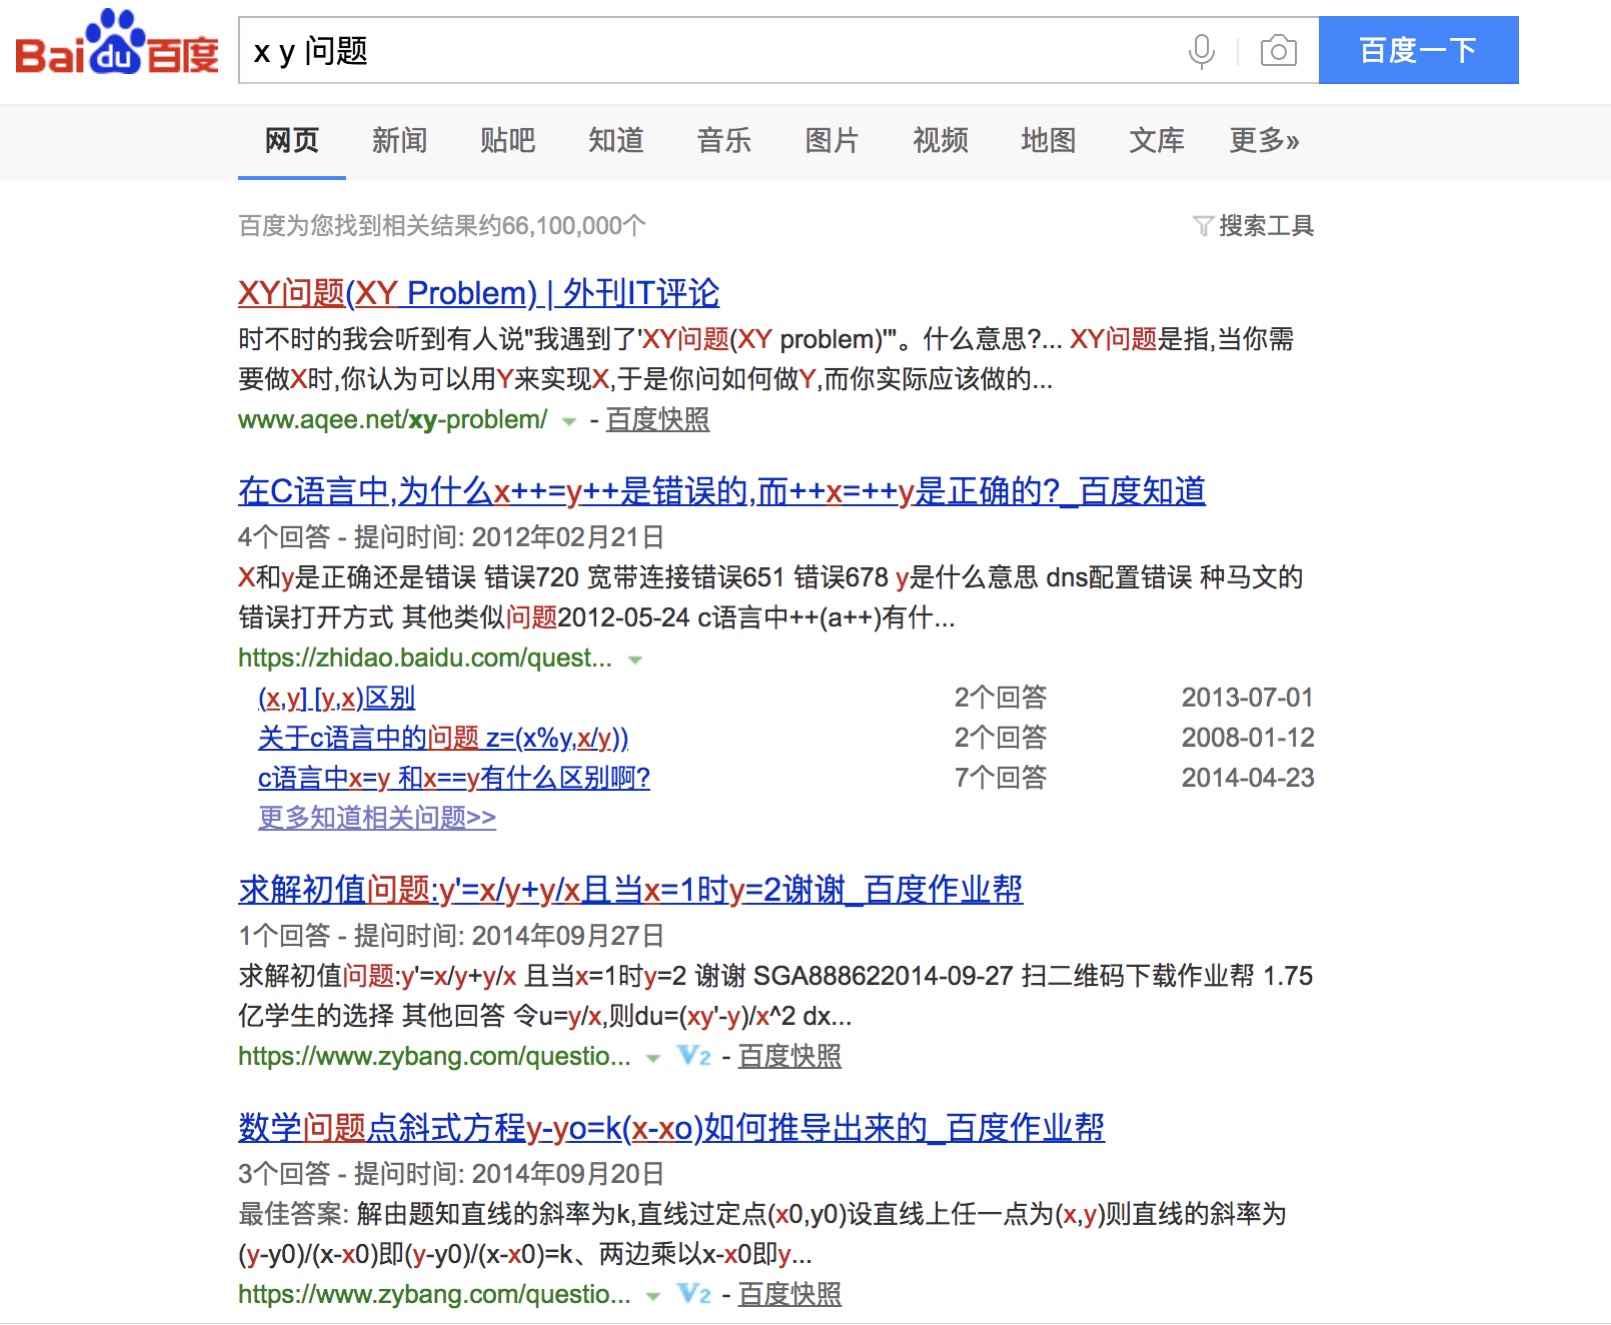 Bai du 百度
x y 问题
百度一下
网页 新闻 贴吧 知道 音乐 图片 视频 地图 文库 更多»
百度为您找到相关结果约66,100,000个 搜索工具
XY问题(XY Problem) | 外刊IT评论
时不时的我会听到有人说"我遇到了'XY问题(XY problem)'"。什么意思?... XY问题是指,当你需
要做X时,你认为可以用Y来实现X,于是你问如何做Y,而你实际应该做的...
www.aqee.net/xy-problem/ - 百度快照
在C语言中,为什么x++=y++是错误的,而++x=++y是正确的?_百度知道
4个回答 - 提问时间: 2012年02月21日
X和y是正确还是错误 错误720 宽带连接错误651 错误678 y是什么意思 dns配置错误 种马文的
错误打开方式 其他类似问题2012-05-24 c语言中++(a++)有什...
https://zhidao.baidu.com/quest...
(x,y] [y,x)区别 2个回答 2013-07-01
关于c语言中的问题 z=(x%y,x/y)) 2个回答 2008-01-12
c语言中x=y 和x==y有什么区别啊? 7个回答 2014-04-23
更多知道相关问题>>
求解初值问题:y'=x/y+y/x且当x=1时y=2谢谢_百度作业帮
1个回答 - 提问时间: 2014年09月27日
求解初值问题:y'=x/y+y/x 且当x=1时y=2 谢谢 SGA888622014-09-27 扫二维码下载作业帮 1.75
亿学生的选择 其他回答 令u=y/x,则du=(xy'-y)/x^2 dx...
https://www.zybang.com/questio... V2 - 百度快照
数学问题点斜式方程y-yo=k(x-xo)如何推导出来的_百度作业帮
3个回答 - 提问时间: 2014年09月20日
最佳答案: 解由题知直线的斜率为k,直线过定点(x0,y0)设直线上任一点为(x,y)则直线的斜率为
(y-y0)/(x-x0)即(y-y0)/(x-x0)=k、两边乘以x-x0即y...
https://www.zybang.com/questio... V2 - 百度快照